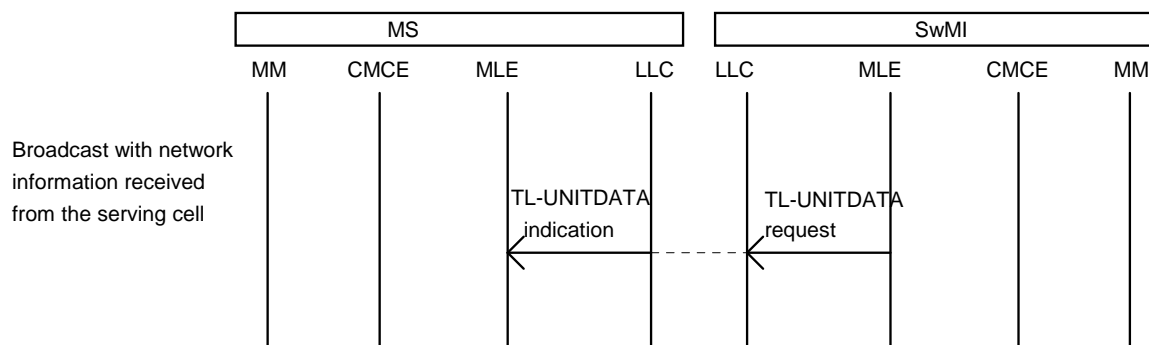 MS SwMI
MM CMCE MLE LLC LLC MLE CMCE MM
Broadcast with network
information received
from the serving cell
TL-UNITDATA
indication
TL-UNITDATA
request